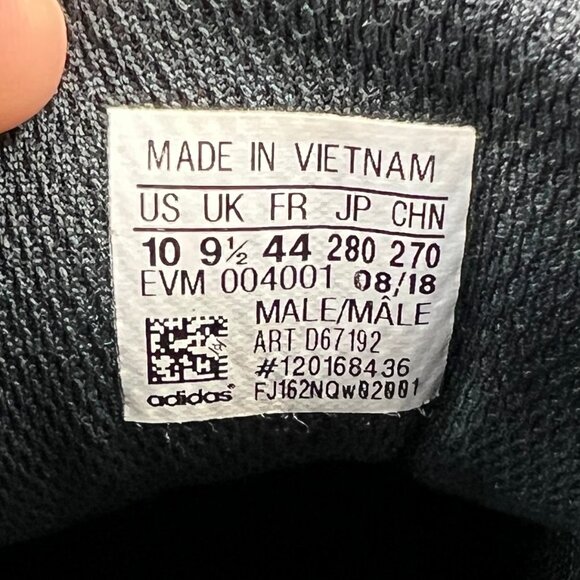 MADE IN VIETNAM
US UK FR JP CHN
10 9½ 44 280 270
EVM 004001 08/18
MALE/MÂLE
ART D67192
#120168436
adidas® FJ162NQw02001